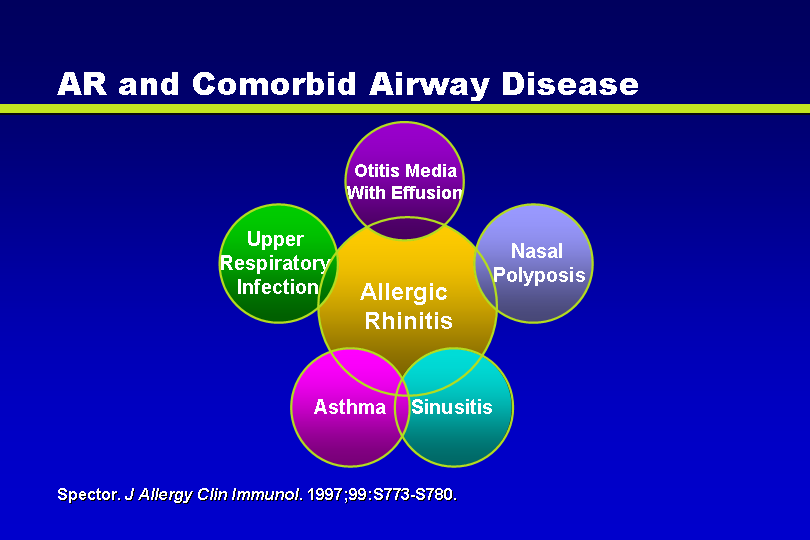 AR and Comorbid Airway Disease
Otitis Media
With Effusion
Upper
Respiratory
Infection
Nasal
Polyposis
Allergic
Rhinitis
Asthma
Sinusitis
Spector. J Allergy Clin Immunol. 1997;99:S773-S780.